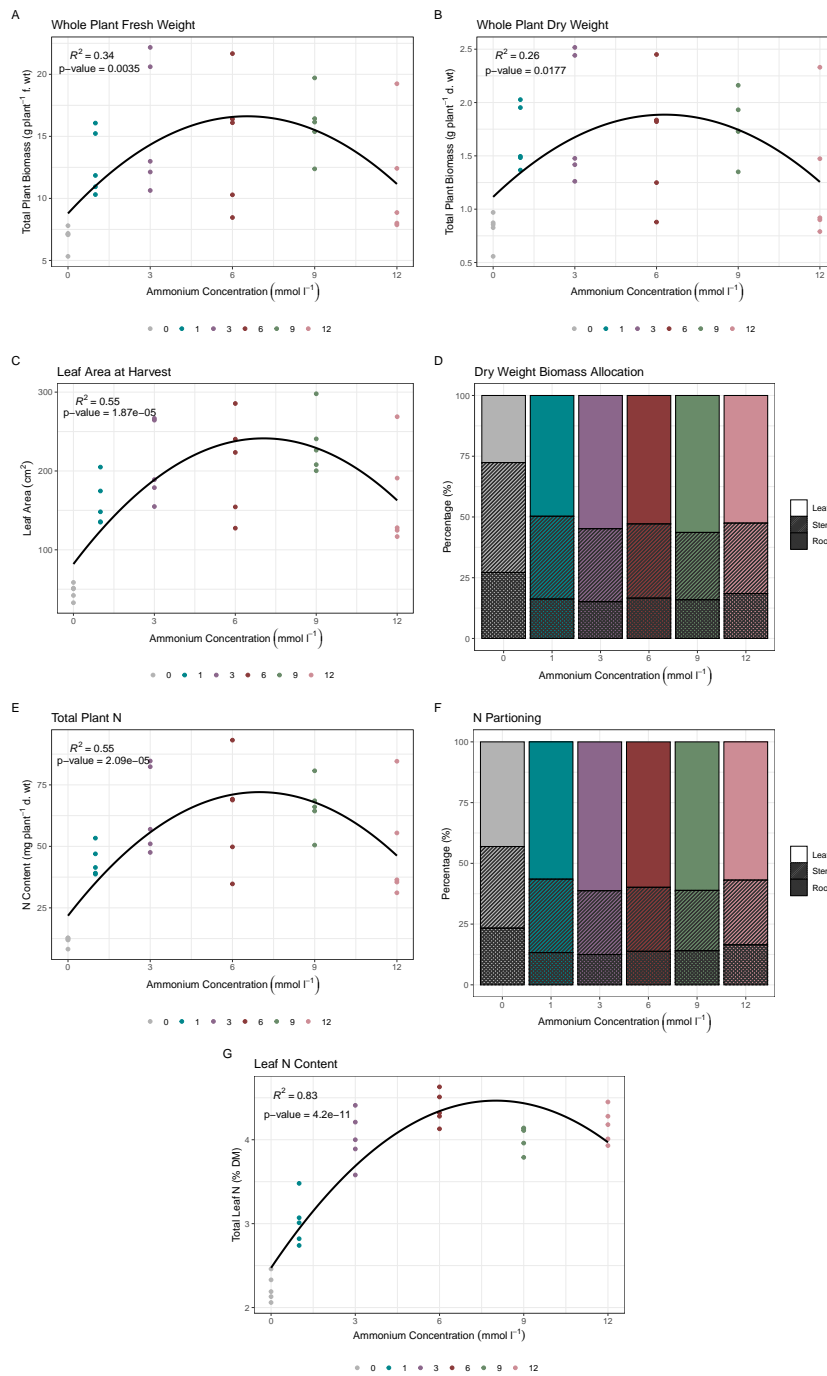 A
Whole Plant Fresh Weight
R² = 0.34
p−value = 0.0035
Total Plant Biomass (g plant⁻¹ f. wt)
20
15
10
5
0 3 6 9 12
Ammonium Concentration (mmol l⁻¹)
0 1 3 6 9 12
B
Whole Plant Dry Weight
R² = 0.26
p−value = 0.0177
Total Plant Biomass (g plant⁻¹ d. wt)
2.5
2.0
1.5
1.0
0.5
0 3 6 9 12
Ammonium Concentration (mmol l⁻¹)
0 1 3 6 9 12
C
Leaf Area at Harvest
R² = 0.55
p−value = 1.87e−05
Leaf Area (cm²)
300
200
100
0 3 6 9 12
Ammonium Concentration (mmol l⁻¹)
0 1 3 6 9 12
D
Dry Weight Biomass Allocation
Percentage (%)
100
75
50
25
0
0 1 3 6 9 12
Ammonium Concentration (mmol l⁻¹)
Lea
Ster
Roo
E
Total Plant N
R² = 0.55
p−value = 2.09e−05
N Content (mg plant⁻¹ d. wt)
75
50
25
0 3 6 9 12
Ammonium Concentration (mmol l⁻¹)
0 1 3 6 9 12
F
N Partioning
Percentage (%)
100
75
50
25
0
0 1 3 6 9 12
Ammonium Concentration (mmol l⁻¹)
Lea
Ster
Roo
G
Leaf N Content
R² = 0.83
p−value = 4.2e−11
Total Leaf N (% DM)
4
3
2
0 3 6 9 12
Ammonium Concentration (mmol l⁻¹)
0 1 3 6 9 12